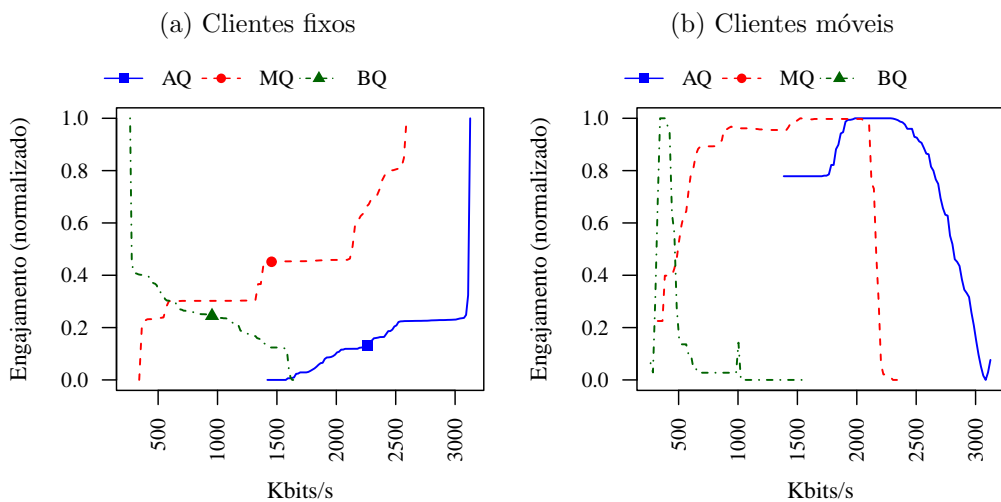 (a) Clientes fixos
AQ MQ BQ
Engajamento (normalizado)
1.0
0.8
0.6
0.4
0.2
0.0
500 1000 1500 2000 2500 3000
Kbits/s
(b) Clientes móveis
AQ MQ BQ
Engajamento (normalizado)
1.0
0.8
0.6
0.4
0.2
0.0
500 1000 1500 2000 2500 3000
Kbits/s